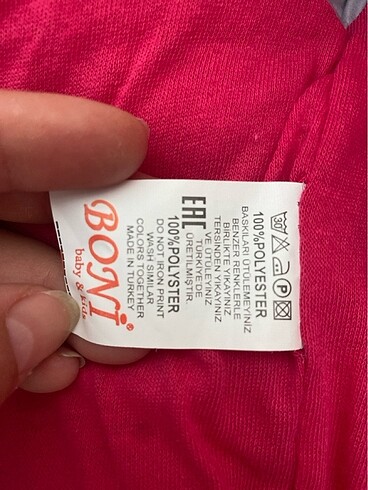 30
P
100%POLYESTER
BASKILARI ÜTÜLEMEYİNİZ
BENZER RENKLERLE
BİRLİKTE YIKAYINIZ
TERSİNDEN YIKAYINIZ
VE ÜTÜLEYİNİZ
TÜRKİYE'DE
ÜRETİLMİŞTİR
EAC
100%POLYSTER
DO NOT IRON PRINT
WASH SIMILAR
COLORS TOGETHER
MADE IN TURKEY
BONİ®
baby & kids